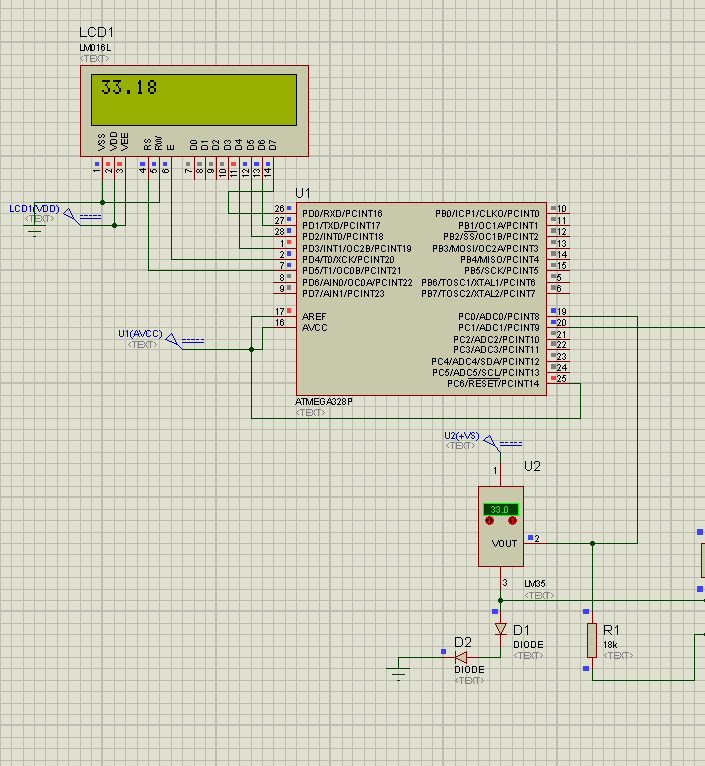 LCD1
LM016L
<TEXT>
33.18
VSS VDD VEE RS RW E D0 D1 D2 D3 D4 D5 D6 D7
1 2 3 4 5 6 7 8 9 10 11 12 13 14
LCD1(VDD)
<TEXT>
U1
26 PD0/RXD/PCINT16 PB0/ICP1/CLKO/PCINT0 10
27 PD1/TXD/PCINT17 PB1/OC1A/PCINT1 11
28 PD2/INT0/PCINT18 PB2/SS/OC1B/PCINT2 12
1 PD3/INT1/OC2B/PCINT19 PB3/MOSI/OC2A/PCINT3 13
2 PD4/T0/XCK/PCINT20 PB4/MISO/PCINT4 14
7 PD5/T1/OC0B/PCINT21 PB5/SCK/PCINT5 15
8 PD6/AIN0/OC0A/PCINT22 PB6/TOSC1/XTAL1/PCINT6 5
9 PD7/AIN1/PCINT23 PB7/TOSC2/XTAL2/PCINT7 6
17 AREF PC0/ADC0/PCINT8 19
16 AVCC PC1/ADC1/PCINT9 20
PC2/ADC2/PCINT10 21
PC3/ADC3/PCINT11 22
PC4/ADC4/SDA/PCINT12 23
PC5/ADC5/SCL/PCINT13 24
PC6/RESET/PCINT14 25
U1(AVCC)
<TEXT>
ATMEGA328P
<TEXT>
U2(+VS)
<TEXT>
U2
1
33.0
VOUT 2
3
LM35
<TEXT>
D1
DIODE
<TEXT>
D2
DIODE
<TEXT>
R1
18k
<TEXT>